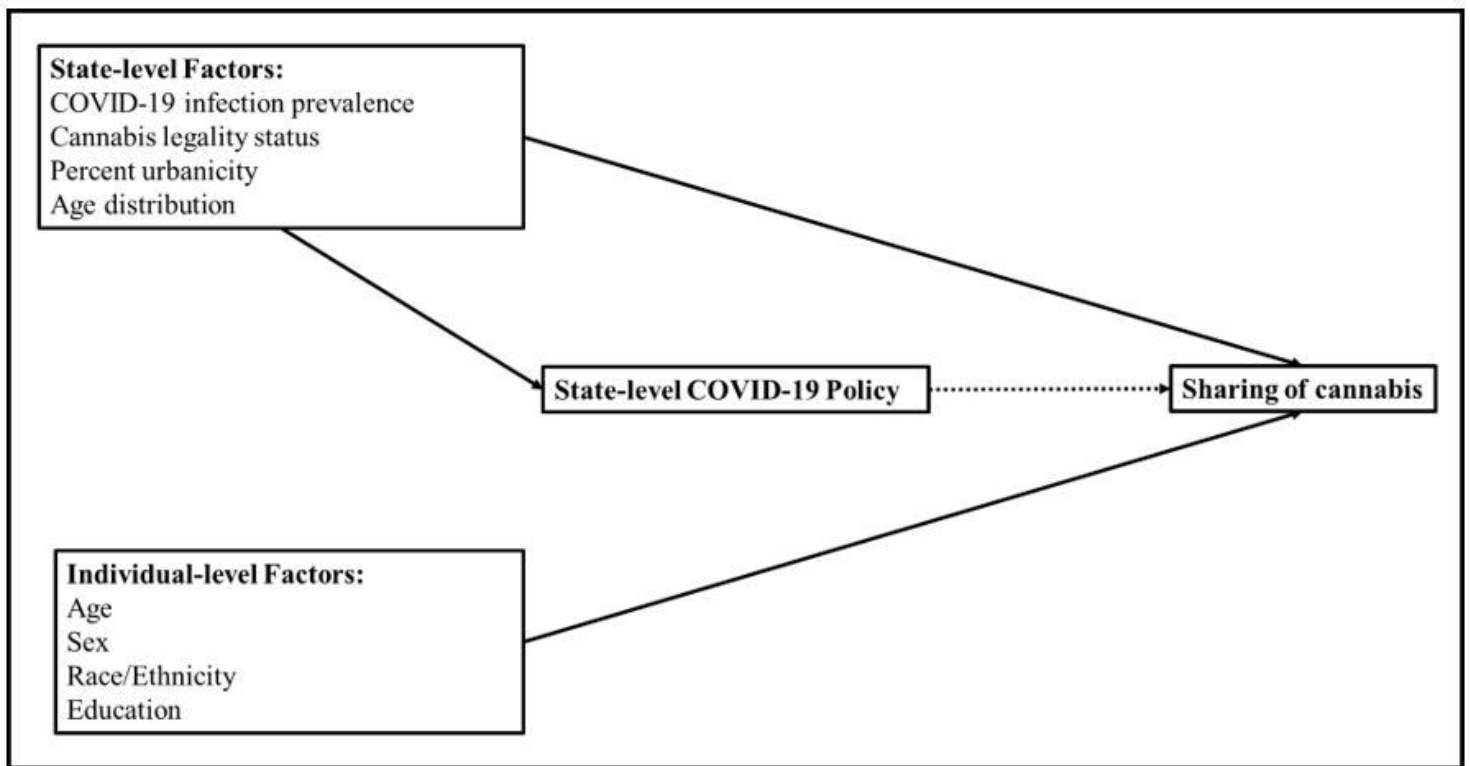 State-level Factors:
COVID-19 infection prevalence
Cannabis legality status
Percent urbanicity
Age distribution
State-level COVID-19 Policy
Sharing of cannabis
Individual-level Factors:
Age
Sex
Race/Ethnicity
Education